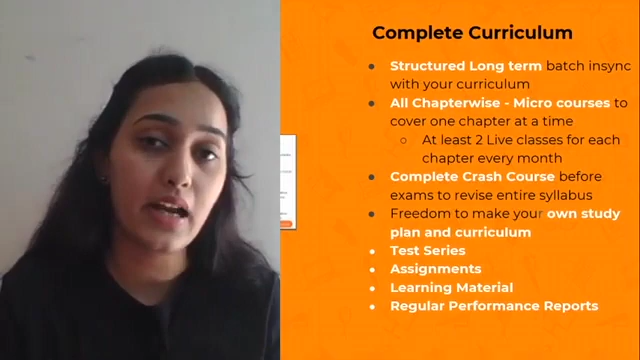 Complete Curriculum
● Structured Long term batch insync
with your curriculum
● All Chapterwise - Micro courses to
cover one chapter at a time
○ At least 2 Live classes for each
chapter every month
● Complete Crash Course before
exams to revise entire syllabus
● Freedom to make your own study
plan and curriculum
● Test Series
● Assignments
● Learning Material
● Regular Performance Reports